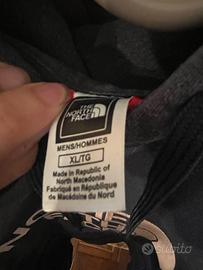 THE
NORTH
FACE
MENS/HOMMES
XL/TG
Made in Republic of
North Macedonia
Fabriqué en République
de Macédoine du Nord
subito